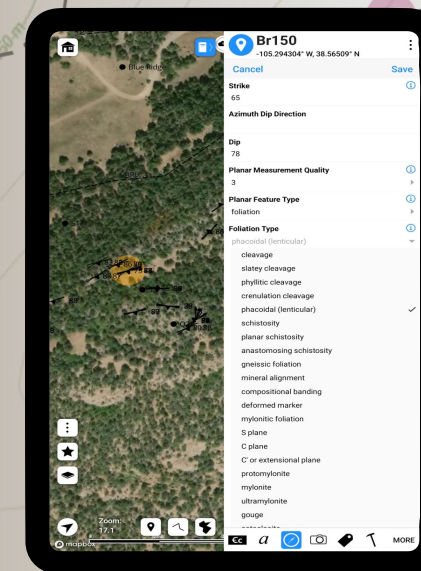 Br150
-105.294304° W, 38.56509° N
Cancel Save
Blue Ridge
Strike
65
Azimuth Dip Direction
Dip
78
Planar Measurement Quality
3
Planar Feature Type
foliation
Foliation Type
phacoidal (lenticular)
cleavage
slatey cleavage
phyllitic cleavage
crenulation cleavage
phacoidal (lenticular)
schistosity
planar schistosity
anastomosing schistosity
gneissic foliation
mineral alignment
compositional banding
deformed marker
mylonitic foliation
S plane
C plane
C' or extensional plane
protomylonite
mylonite
ultramylonite
gouge
Zoom:
17.1
mapbox
a
MORE